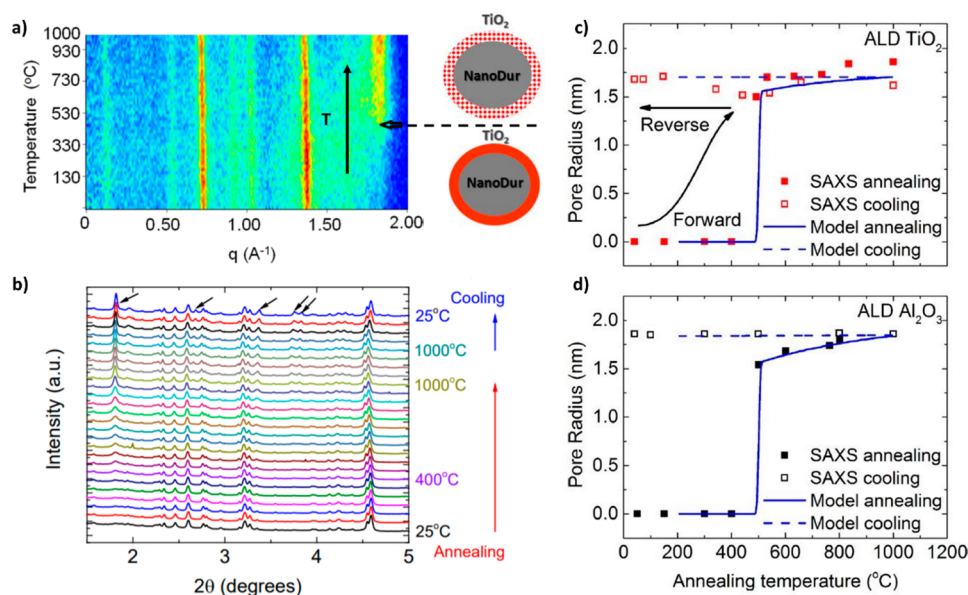 a)
Temperature (°C)
1000
930
730
530
330
130
0
0.50
1.00
1.50
2.00
q (A⁻¹)
T
TiO₂
NanoDur
TiO₂
NanoDur
b)
Intensity (a.u.)
Cooling
25°C
1000°C
1000°C
400°C
25°C
Annealing
2
3
4
5
2θ (degrees)
c)
ALD TiO₂
Pore Radius (nm)
2.0
1.5
1.0
0.5
0.0
Reverse
Forward
SAXS annealing
SAXS cooling
Model annealing
Model cooling
d)
ALD Al₂O₃
Pore Radius (nm)
2.0
1.5
1.0
0.5
0.0
SAXS annealing
SAXS cooling
Model annealing
Model cooling
0 200 400 600 800 1000 1200
Annealing temperature (°C)